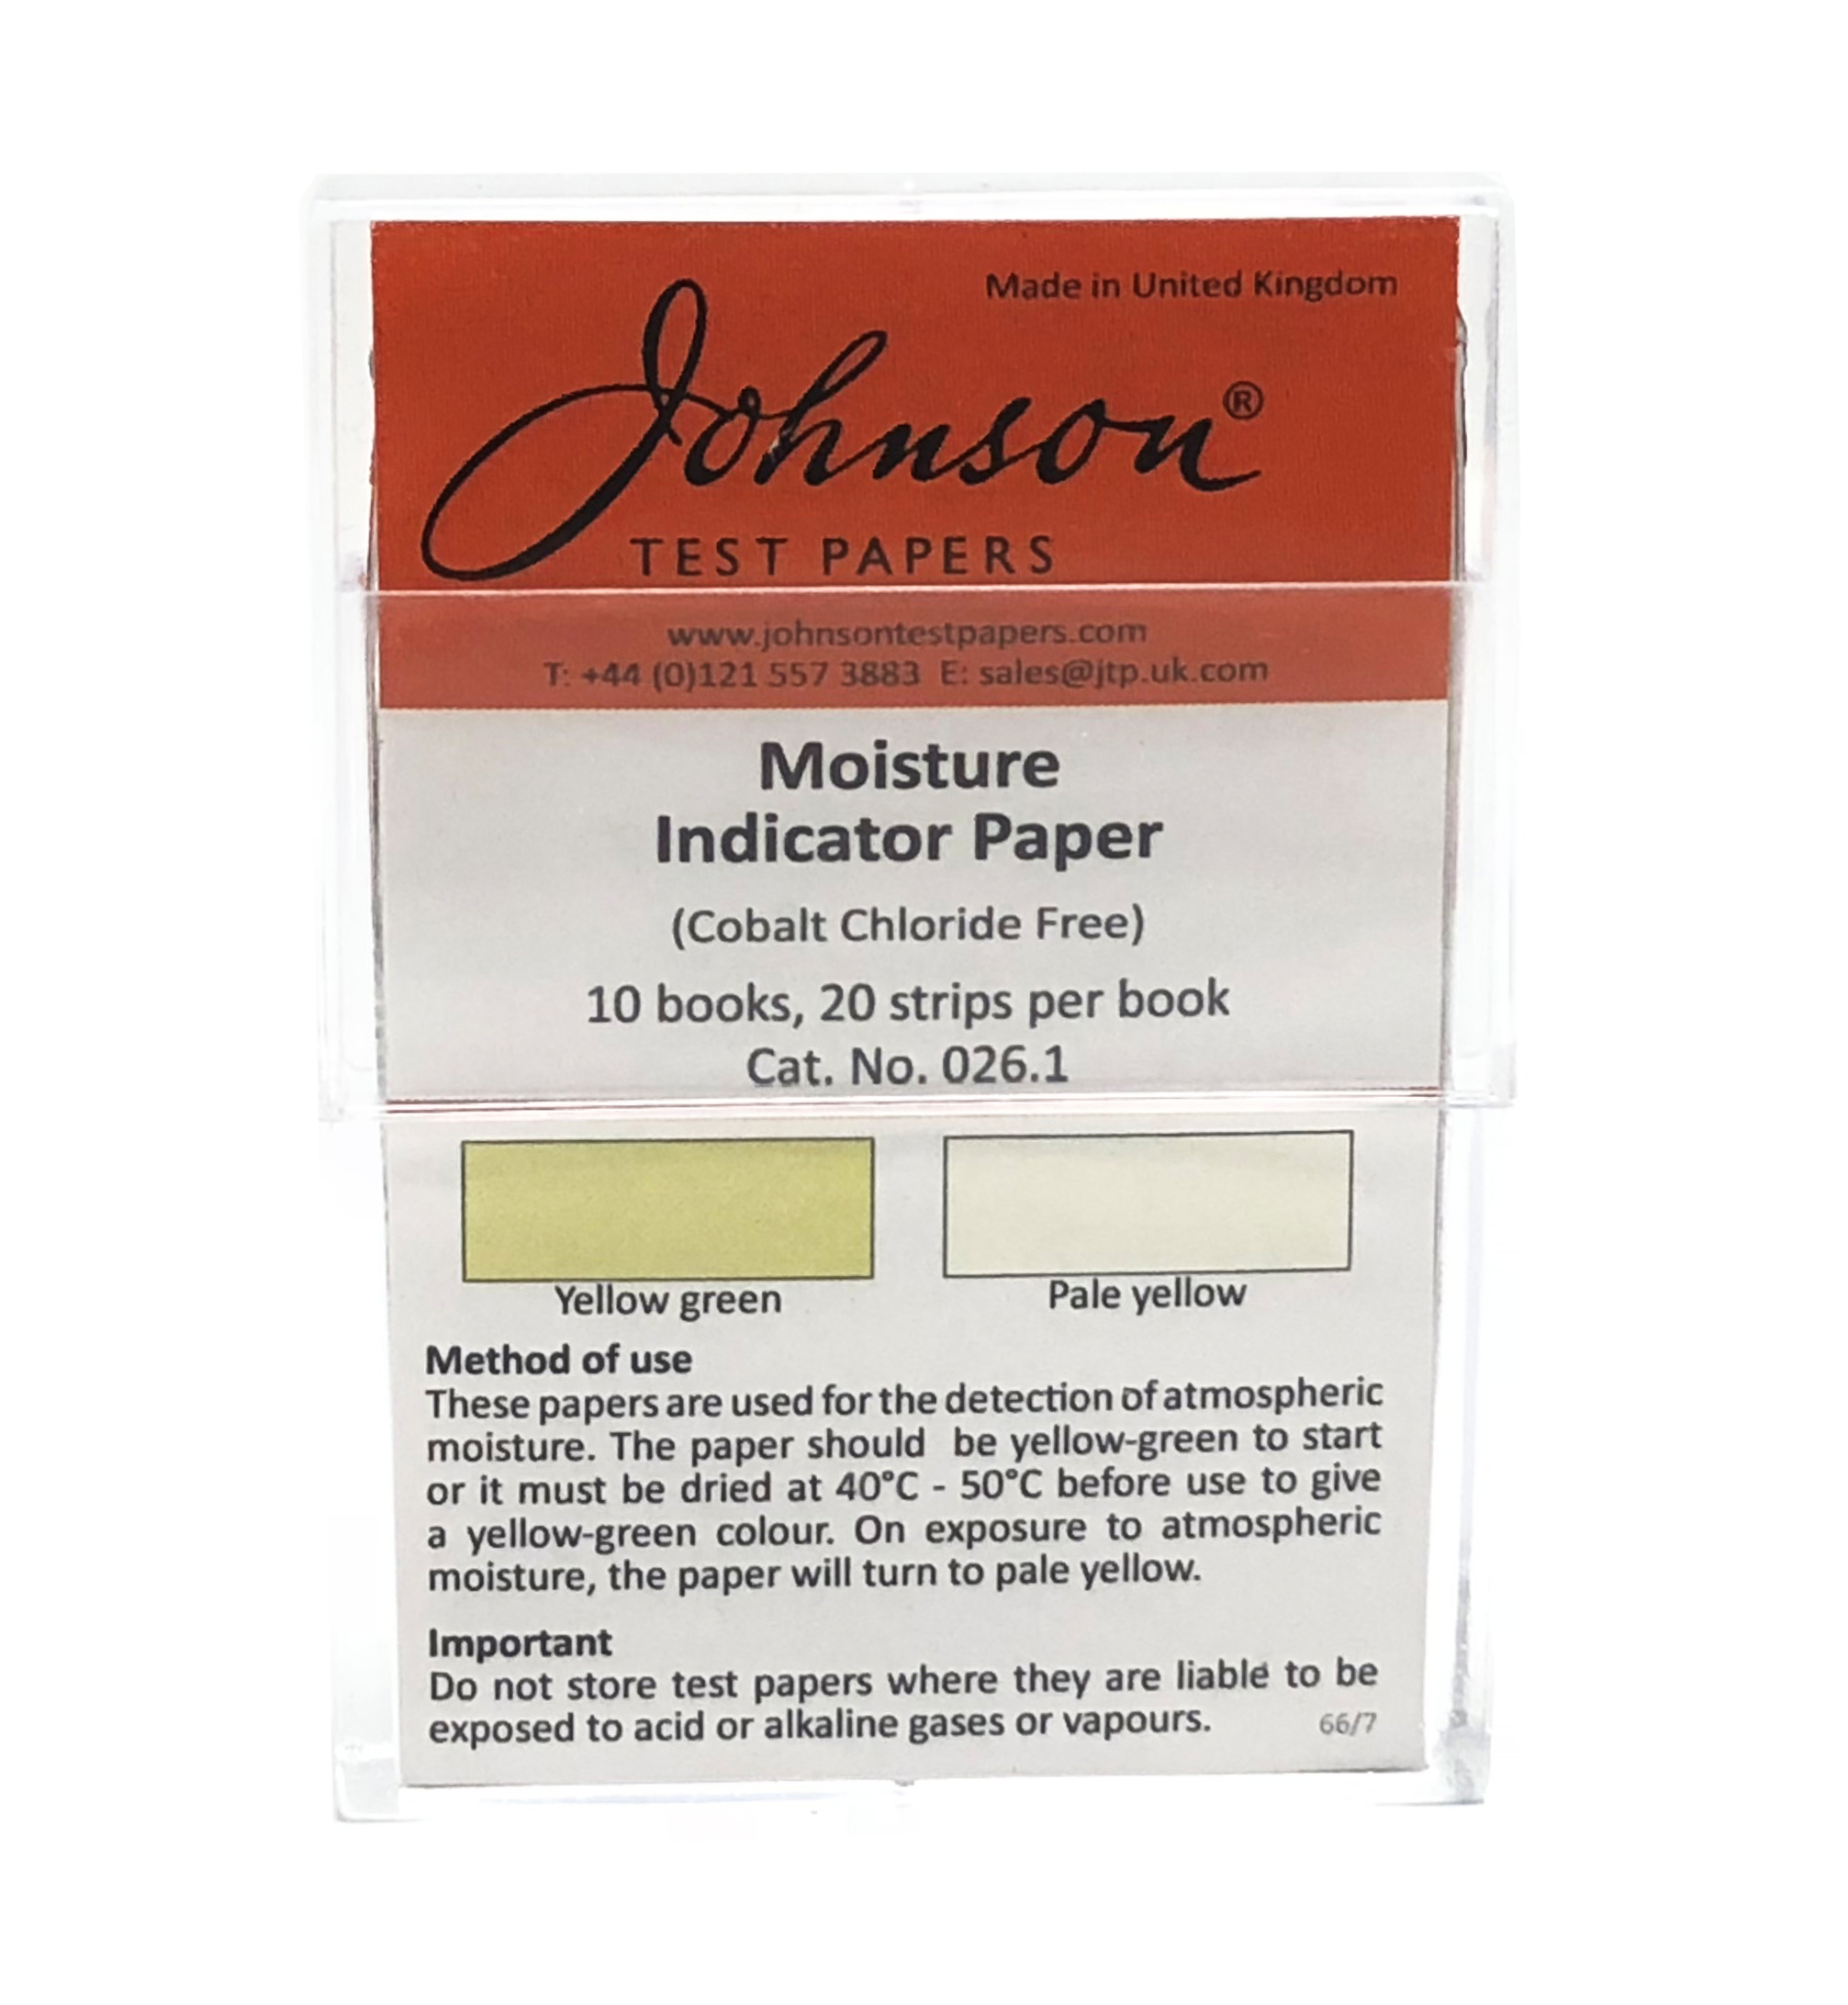 Made in United Kingdom
Johnson®
TEST PAPERS
www.johnsontestpapers.com
T: +44 (0)121 557 3883 E: sales@jtp.uk.com
Moisture
Indicator Paper
(Cobalt Chloride Free)
10 books, 20 strips per book
Cat. No. 026.1
Yellow green Pale yellow
Method of use
These papers are used for the detection of atmospheric
moisture. The paper should be yellow-green to start
or it must be dried at 40°C - 50°C before use to give
a yellow-green colour. On exposure to atmospheric
moisture, the paper will turn to pale yellow.
Important
Do not store test papers where they are liable to be
exposed to acid or alkaline gases or vapours. 66/7